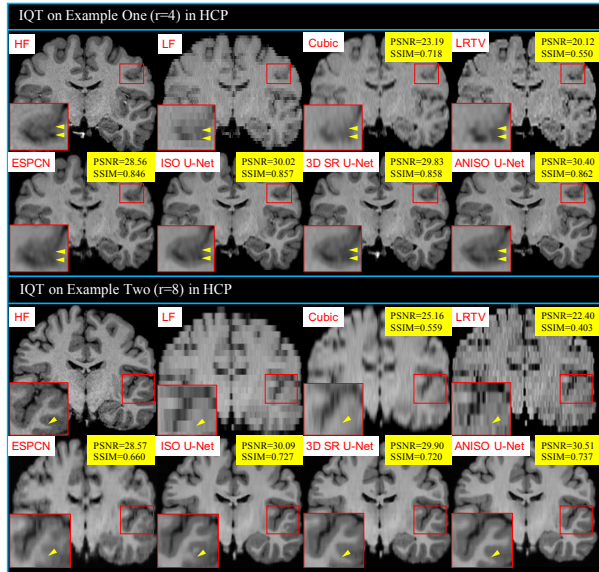 IQT on Example One (r=4) in HCP
HF
LF
Cubic
PSNR=23.19
SSIM=0.718
LRTV
PSNR=20.12
SSIM=0.550
ESPCN
PSNR=28.56
SSIM=0.846
ISO U-Net
PSNR=30.02
SSIM=0.857
3D SR U-Net
PSNR=29.83
SSIM=0.858
ANISO U-Net
PSNR=30.40
SSIM=0.862
IQT on Example Two (r=8) in HCP
HF
LF
Cubic
PSNR=25.16
SSIM=0.559
LRTV
PSNR=22.40
SSIM=0.403
ESPCN
PSNR=28.57
SSIM=0.660
ISO U-Net
PSNR=30.09
SSIM=0.727
3D SR U-Net
PSNR=29.90
SSIM=0.720
ANISO U-Net
PSNR=30.51
SSIM=0.737